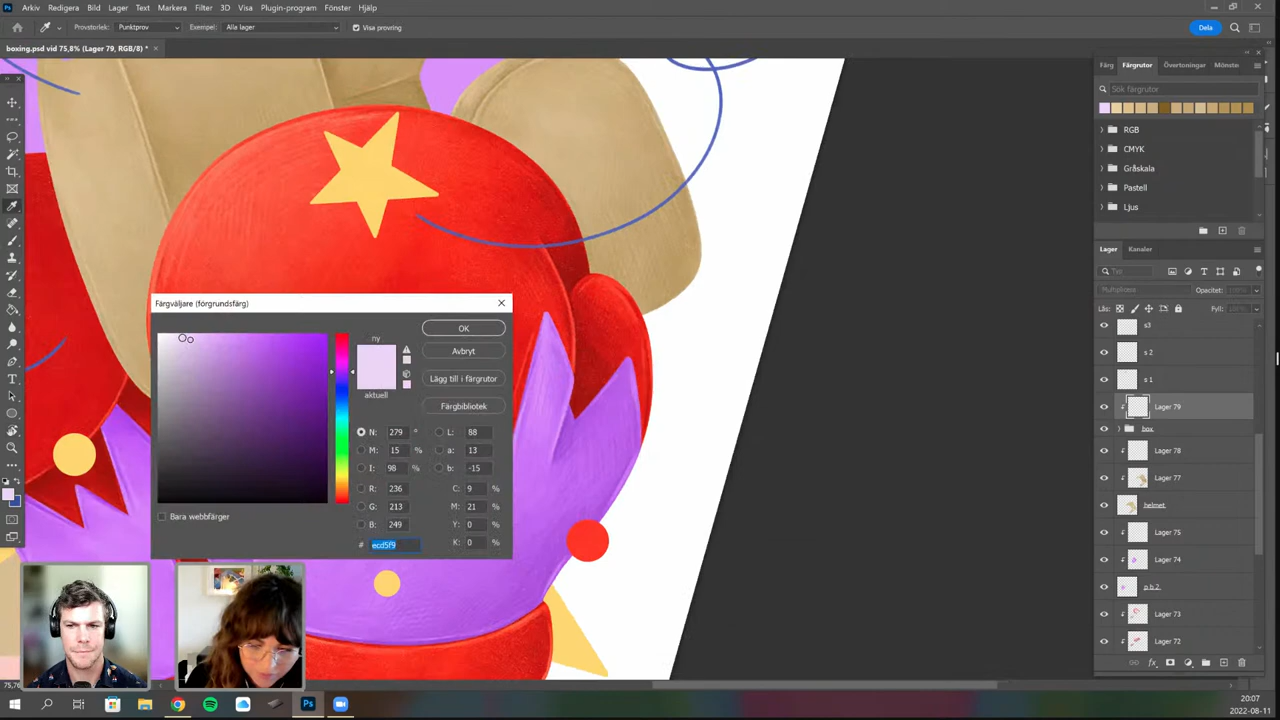 Arkiv Redigera Bild Lager Text Markera Filter 3D Visa Plugin-program Fönster Hjälp
Provstorlek: Punktprov Exempel: Alla lager Visa provring Dela
boxing.psd vid 75,8% (Lager 79, RGB/8) *
Färg Färgrutor Övertoningar Mönste
Sök färgrutor
RGB
CMYK
Gråskala
Pastell
Ljus
Lager Kanaler
Opacitet:
Lås: Fyll:
s3
s 2
s 1
Lager 79
box
Lager 78
Lager 77
helmet
Lager 75
Lager 74
p b 2
Lager 73
Lager 72
Färgväljare (förgrundsfärg)
ny
aktuell
OK
Avbryt
Lägg till i färgrutor
Färgbibliotek
N: 279 ° L: 88
M: 15 % a: 13
I: 98 % b: -15
R: 236 C: 9 %
G: 213 M: 21 %
B: 249 Y: 0 %
# ecd5f9 K: 0 %
Bara webbfärger
20:07
2022-08-11